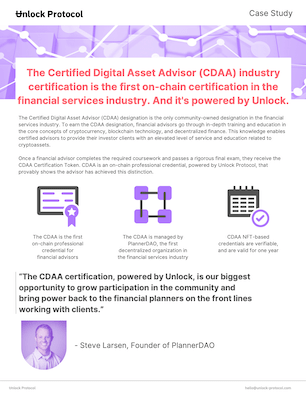 Unlock Protocol
Case Study
The Certified Digital Asset Advisor (CDAA) industry
certification is the first on-chain certification in the
financial services industry. And it's powered by Unlock.
The Certified Digital Asset Advisor (CDAA) designation is the only community-owned designation in the financial
services industry. To earn the CDAA designation, financial advisors go through in-depth training and education in
the core concepts of cryptocurrency, blockchain technology, and decentralized finance. This knowledge enables
certified advisors to provide their investor clients with an elevated level of service and education related to
cryptoassets.
Once a financial advisor completes the required coursework and passes a rigorous final exam, they receive the
CDAA Certification Token. CDAA is an on-chain professional credential, powered by Unlock Protocol, that
provably shows the advisor has achieved this distinction.
The CDAA is the first
on-chain professional
credential for
financial advisors
The CDAA is managed by
PlannerDAO, the first
decentralized organization in
the financial services industry
CDAA NFT-based
credentials are verifiable,
and are valid for one year
“The CDAA certification, powered by Unlock, is our biggest
opportunity to grow participation in the community and
bring power back to the financial planners on the front lines
working with clients.”
- Steve Larsen, Founder of PlannerDAO
Unlock Protocol
hello@unlock-protocol.com